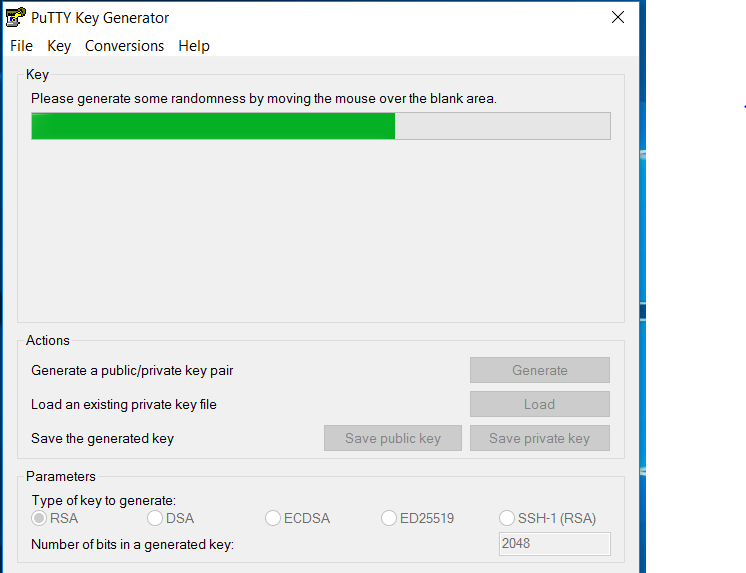 PuTTY Key Generator
File Key Conversions Help
Key
Please generate some randomness by moving the mouse over the blank area.
Actions
Generate a public/private key pair
Generate
Load an existing private key file
Load
Save the generated key
Save public key
Save private key
Parameters
Type of key to generate:
RSA DSA ECDSA ED25519 SSH-1 (RSA)
Number of bits in a generated key:
2048